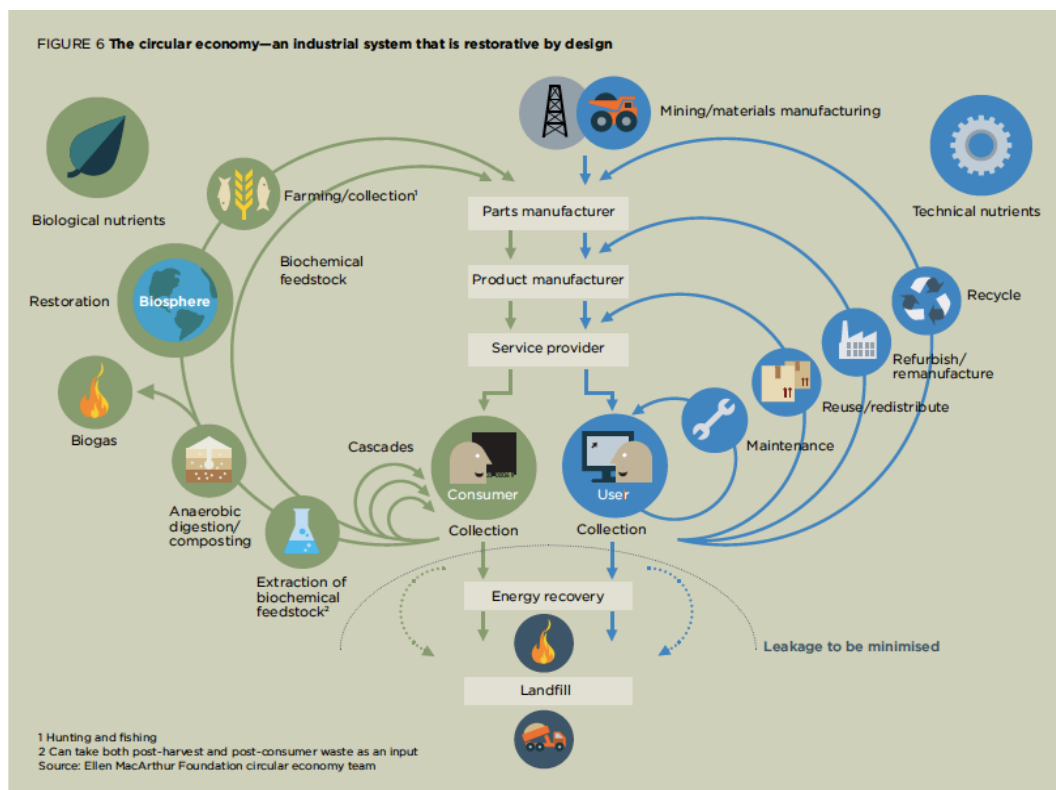 FIGURE 6 The circular economy—an industrial system that is restorative by design
Mining/materials manufacturing
Biological nutrients
Farming/collection¹
Parts manufacturer
Technical nutrients
Biochemical
feedstock
Product manufacturer
Restoration
Biosphere
Recycle
Service provider
Refurbish/
remanufacture
Reuse/redistribute
Biogas
Cascades
Maintenance
Consumer
User
Anaerobic
digestion/
composting
Collection
Collection
Extraction of
biochemical
feedstock²
Energy recovery
Leakage to be minimised
Landfill
1 Hunting and fishing
2 Can take both post-harvest and post-consumer waste as an input
Source: Ellen MacArthur Foundation circular economy team